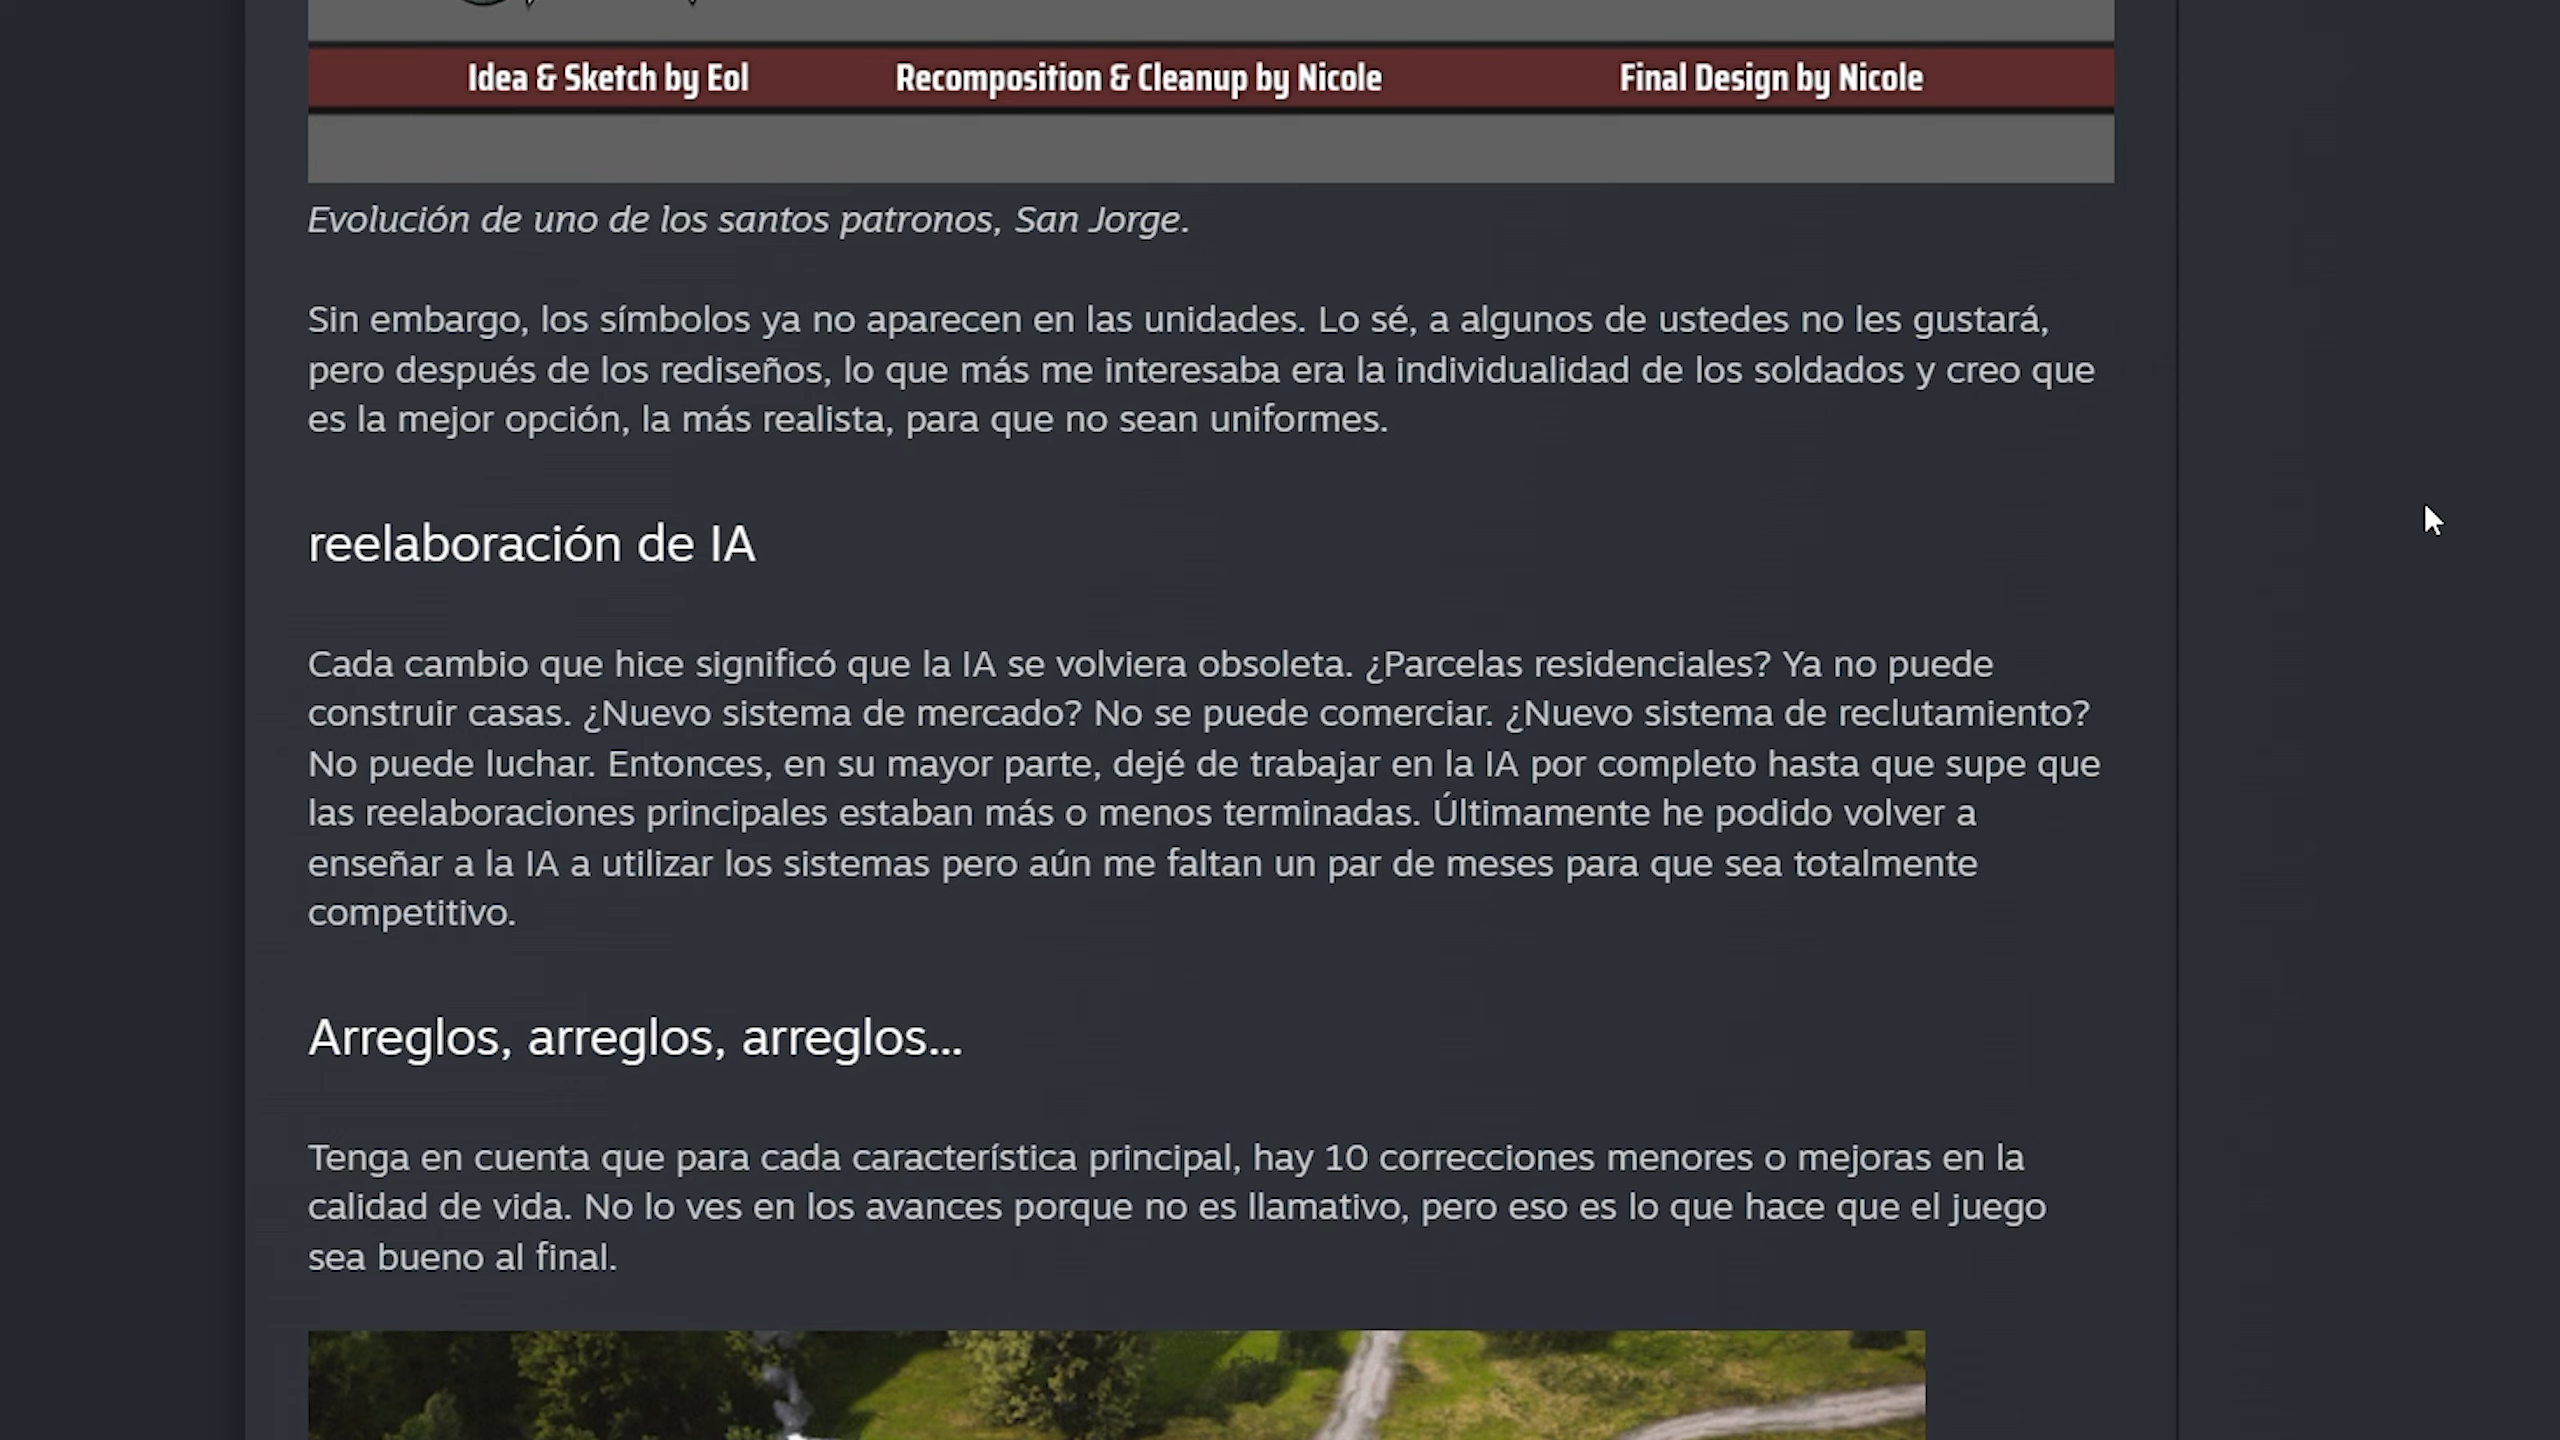 Idea & Sketch by Eol
Recomposition & Cleanup by Nicole
Final Design by Nicole
Evolución de uno de los santos patronos, San Jorge.
Sin embargo, los símbolos ya no aparecen en las unidades. Lo sé, a algunos de ustedes no les gustará,
pero después de los rediseños, lo que más me interesaba era la individualidad de los soldados y creo que
es la mejor opción, la más realista, para que no sean uniformes.
reelaboración de IA
Cada cambio que hice significó que la IA se volviera obsoleta. ¿Parcelas residenciales? Ya no puede
construir casas. ¿Nuevo sistema de mercado? No se puede comerciar. ¿Nuevo sistema de reclutamiento?
No puede luchar. Entonces, en su mayor parte, dejé de trabajar en la IA por completo hasta que supe que
las reelaboraciones principales estaban más o menos terminadas. Últimamente he podido volver a
enseñar a la IA a utilizar los sistemas pero aún me faltan un par de meses para que sea totalmente
competitivo.
Arreglos, arreglos, arreglos...
Tenga en cuenta que para cada característica principal, hay 10 correcciones menores o mejoras en la
calidad de vida. No lo ves en los avances porque no es llamativo, pero eso es lo que hace que el juego
sea bueno al final.